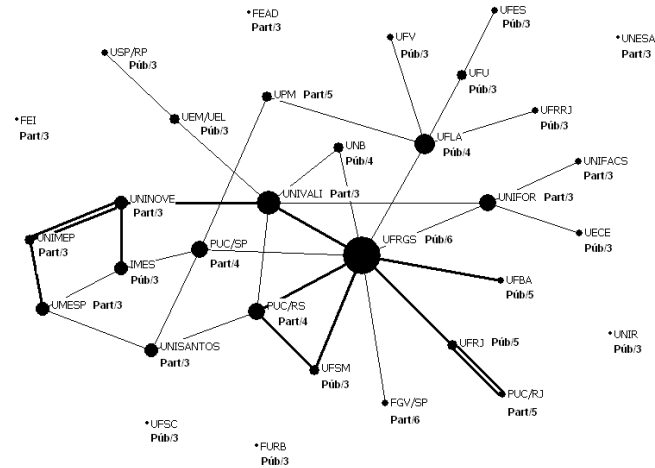 FEAD
Part/3
UFES
Púb/3
UFV
Púb/3
UNESA
Part/3
USP/RP
Púb/3
UFU
Púb/3
UPM Part/5
UFRRJ
Púb/3
FEI
Part/3
UEM/UEL
Púb/3
UFLA
Púb/4
UNB
Púb/4
UNIFACS
Part/3
UNINOVE
Part/3
UNIVALI Part/3
UNIFOR Part/3
UNIMEP
Part/3
PUC/SP
Part/4
UFRGS Púb/6
UECE
Púb/3
IMES
Púb/3
UFBA
Púb/5
UMESP Part/3
PUC/RS
Part/4
UNISANTOS
Part/3
UFRJ Púb/5
UNIR
Púb/3
UFSM
Púb/3
PUC/RJ
Part/5
FGV/SP
Part/6
UFSC
Púb/3
FURB
Púb/3